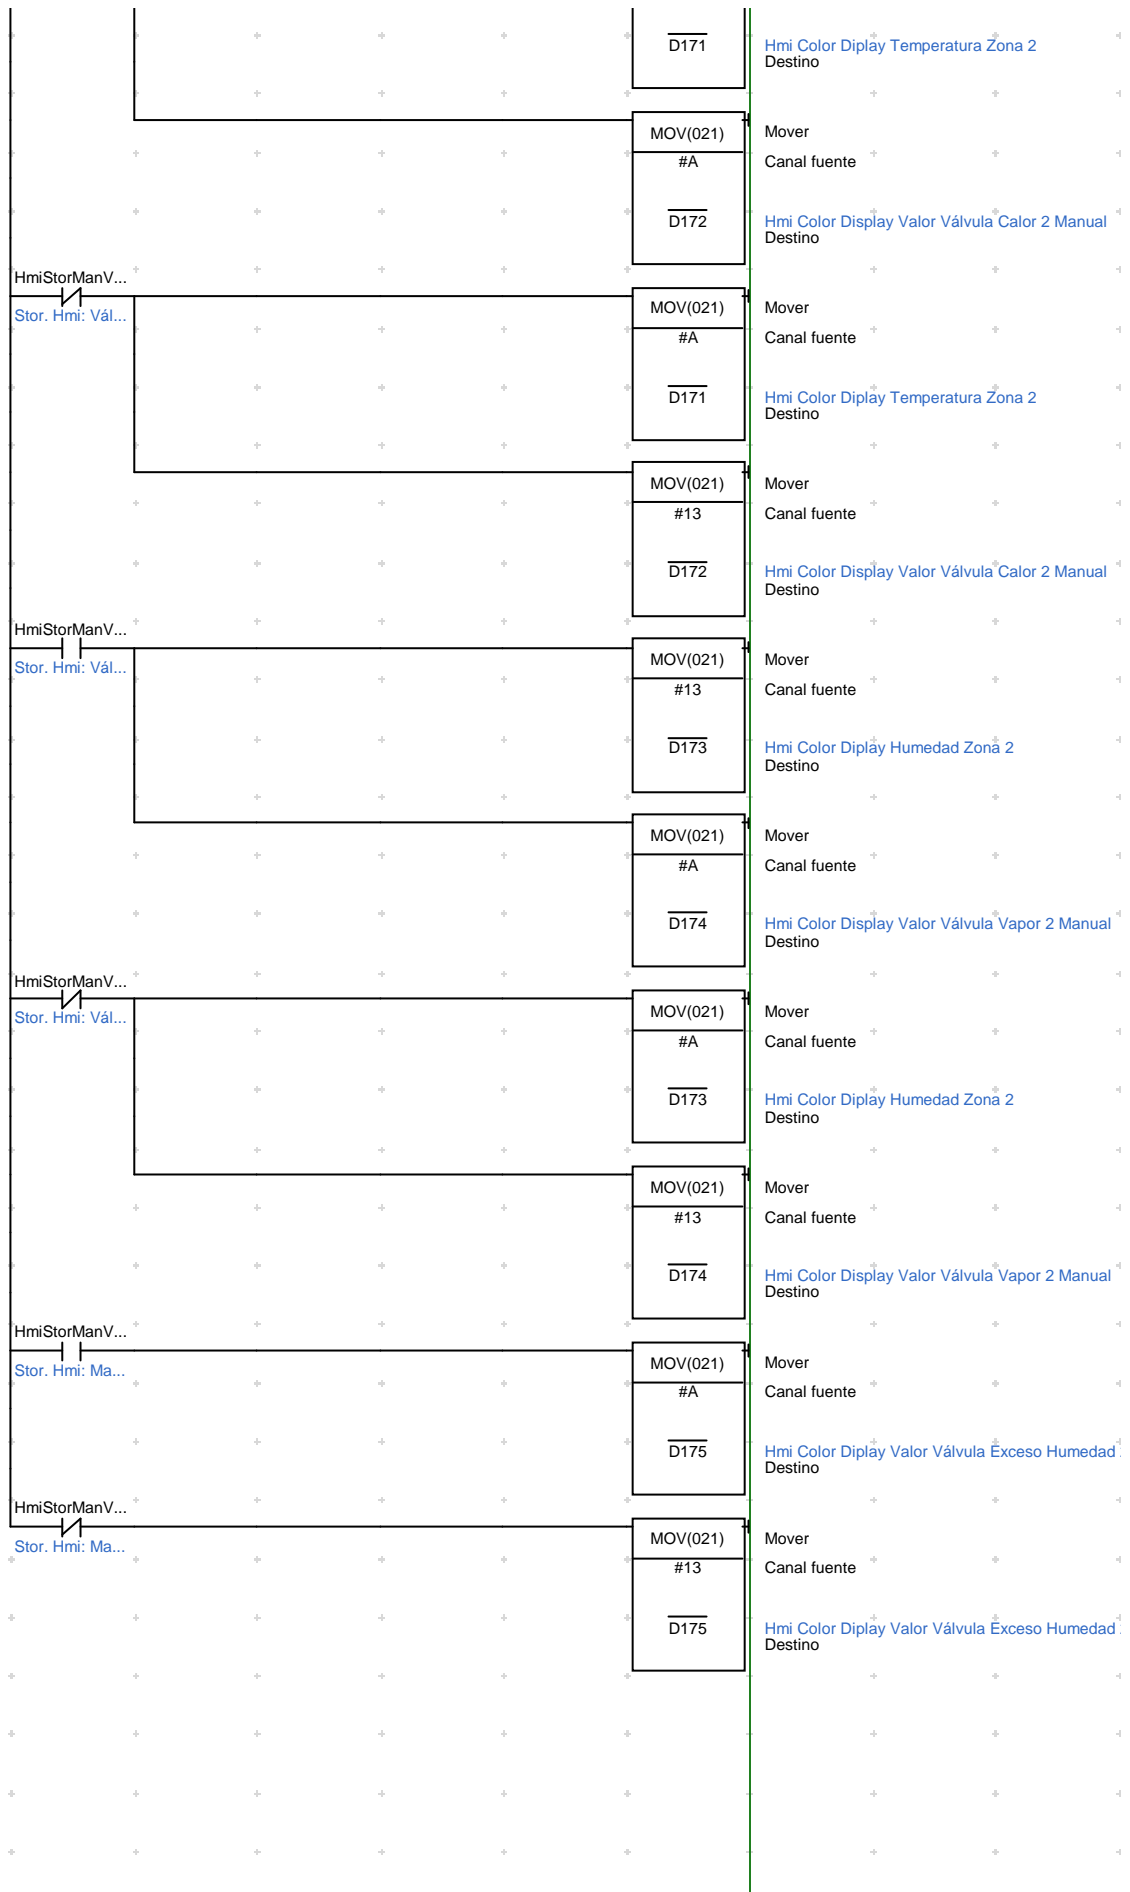 D171
Hmi Color Diplay Temperatura Zona 2
Destino
MOV(021)
Mover
#A
Canal fuente
D172
Hmi Color Display Valor Válvula Calor 2 Manual
Destino
HmiStorManV...
Stor. Hmi: Vál...
MOV(021)
Mover
#A
Canal fuente
D171
Hmi Color Diplay Temperatura Zona 2
Destino
MOV(021)
Mover
#13
Canal fuente
D172
Hmi Color Display Valor Válvula Calor 2 Manual
Destino
HmiStorManV...
Stor. Hmi: Vál...
MOV(021)
Mover
#13
Canal fuente
D173
Hmi Color Diplay Humedad Zona 2
Destino
MOV(021)
Mover
#A
Canal fuente
D174
Hmi Color Display Valor Válvula Vapor 2 Manual
Destino
HmiStorManV...
Stor. Hmi: Vál...
MOV(021)
Mover
#A
Canal fuente
D173
Hmi Color Diplay Humedad Zona 2
Destino
MOV(021)
Mover
#13
Canal fuente
D174
Hmi Color Display Valor Válvula Vapor 2 Manual
Destino
HmiStorManV...
Stor. Hmi: Ma...
MOV(021)
Mover
#A
Canal fuente
D175
Hmi Color Diplay Valor Válvula Exceso Humedad
Destino
HmiStorManV...
Stor. Hmi: Ma...
MOV(021)
Mover
#13
Canal fuente
D175
Hmi Color Diplay Valor Válvula Exceso Humedad
Destino